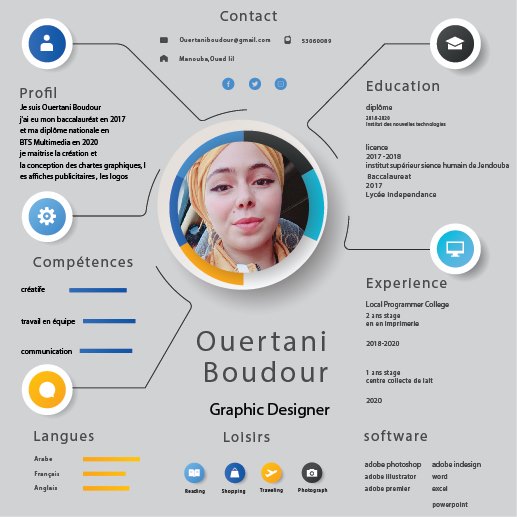 Contact
Ouertaniboudour@gmail.com
53060089
Manouba,Oued lil
Profil
Je suis Ouertani Boudour
j'ai eu mon baccalauréat en 2017
et ma diplôme nationale en
BTS Multimedia en 2020
je maitrise la création et
la conception des chartes graphiques, l
es affiches publicitaires , les logos
Education
diplôme
2018-2020
Institut des nouvelles technologies
licence
2017 -2018
institut supérieur sience humain de Jendouba
Baccalaureat
2017
Lycée independance
Compétences
créatife
travail en équipe
communication
Experience
Local Programmer College
2 ans stage
en en imprimerie
2018-2020
1 ans stage
centre collecte de lait
2020
Ouertani
Boudour
Graphic Designer
Langues
Arabe
Français
Anglais
Loisirs
Reading
Shopping
Traveling
Photograph
software
adobe photoshop
adobe illustrator
adobe premier
adobe indesign
word
excel
powerpoint